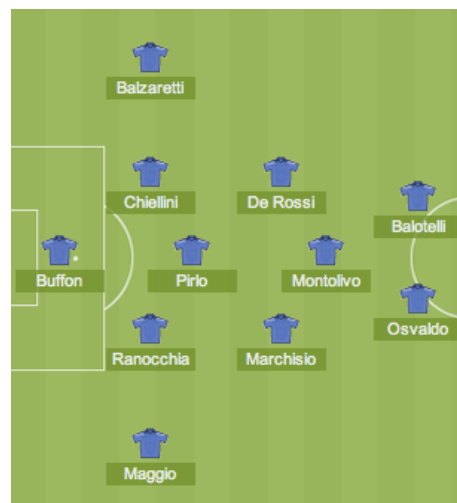 Balzaretti
Chiellini
De Rossi
Balotelli
Buffon
Pirlo
Montolivo
Osvaldo
Ranocchia
Marchisio
Maggio